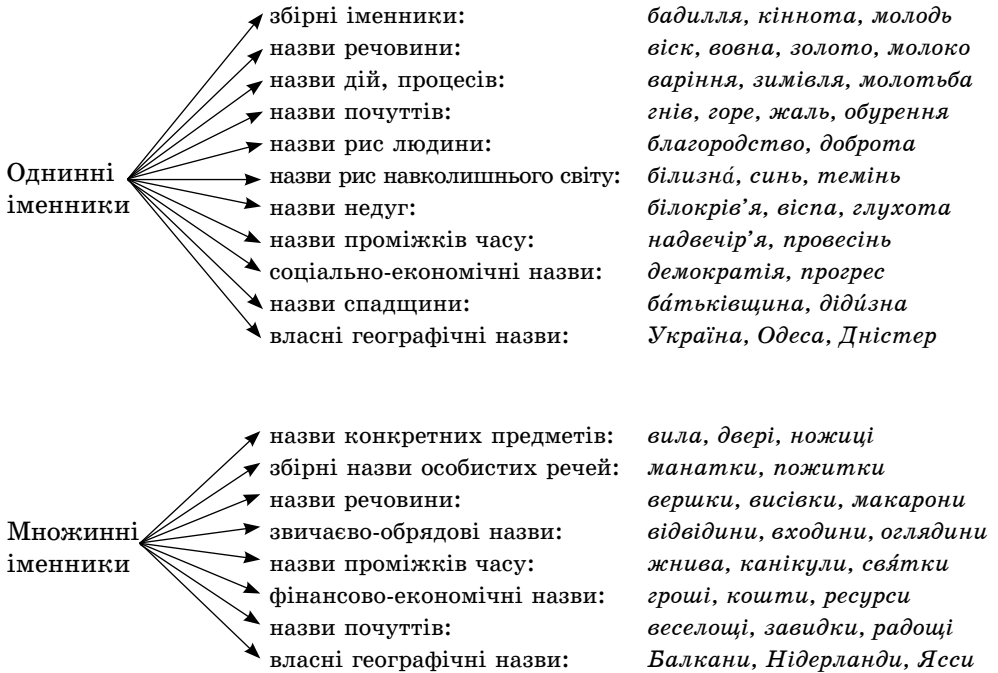 збірні іменники: бадилля, кіннота, молодь
назви речовини: віск, вовна, золото, молоко
назви дій, процесів: варіння, зимівля, молотьба
назви почуттів: гнів, горе, жаль, обурення
назви рис людини: благородство, доброта
Однинні іменники
назви рис навколишнього світу: білизна́, синь, темінь
назви недуг: білокрів’я, віспа, глухота
назви проміжків часу: надвечір’я, провесінь
соціально-економічні назви: демократія, прогрес
назви спадщини: ба́тьківщина, діди́зна
власні географічні назви: Україна, Одеса, Дністер
назви конкретних предметів: вила, двері, ножиці
збірні назви особистих речей: манатки, пожитки
назви речовини: вершки, висівки, макарони
Множинні іменники
звичаєво-обрядові назви: відвідини, входини, оглядини
назви проміжків часу: жнива, канікули, свя́тки
фінансово-економічні назви: гроші, кошти, ресурси
назви почуттів: веселощі, завидки, радощі
власні географічні назви: Балкани, Нідерланди, Ясси